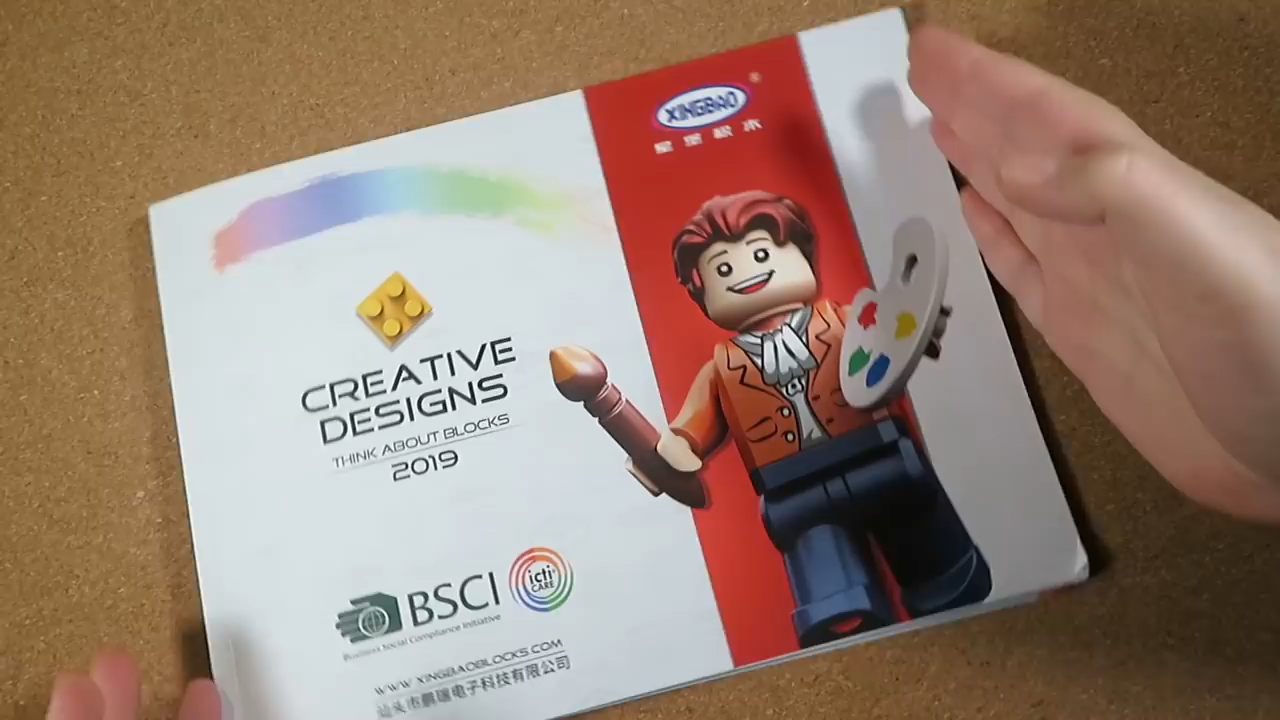 XINGBAO
®
星堡积木
CREATIVE
DESIGNS
THINK ABOUT BLOCKS
2019
BSCI
Business Social Compliance Initiative
icti
CARE
WWW.XINGBAOBLOCKS.COM
汕头市鹏瑞电子科技有限公司